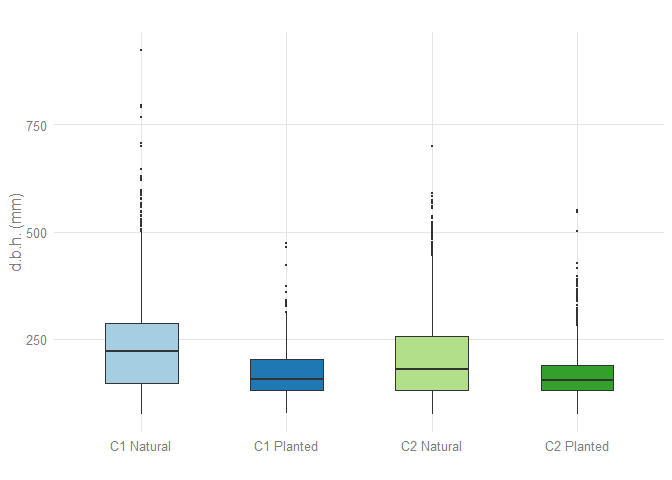 750
500
250
d.b.h. (mm)
C1 Natural
C1 Planted
C2 Natural
C2 Planted